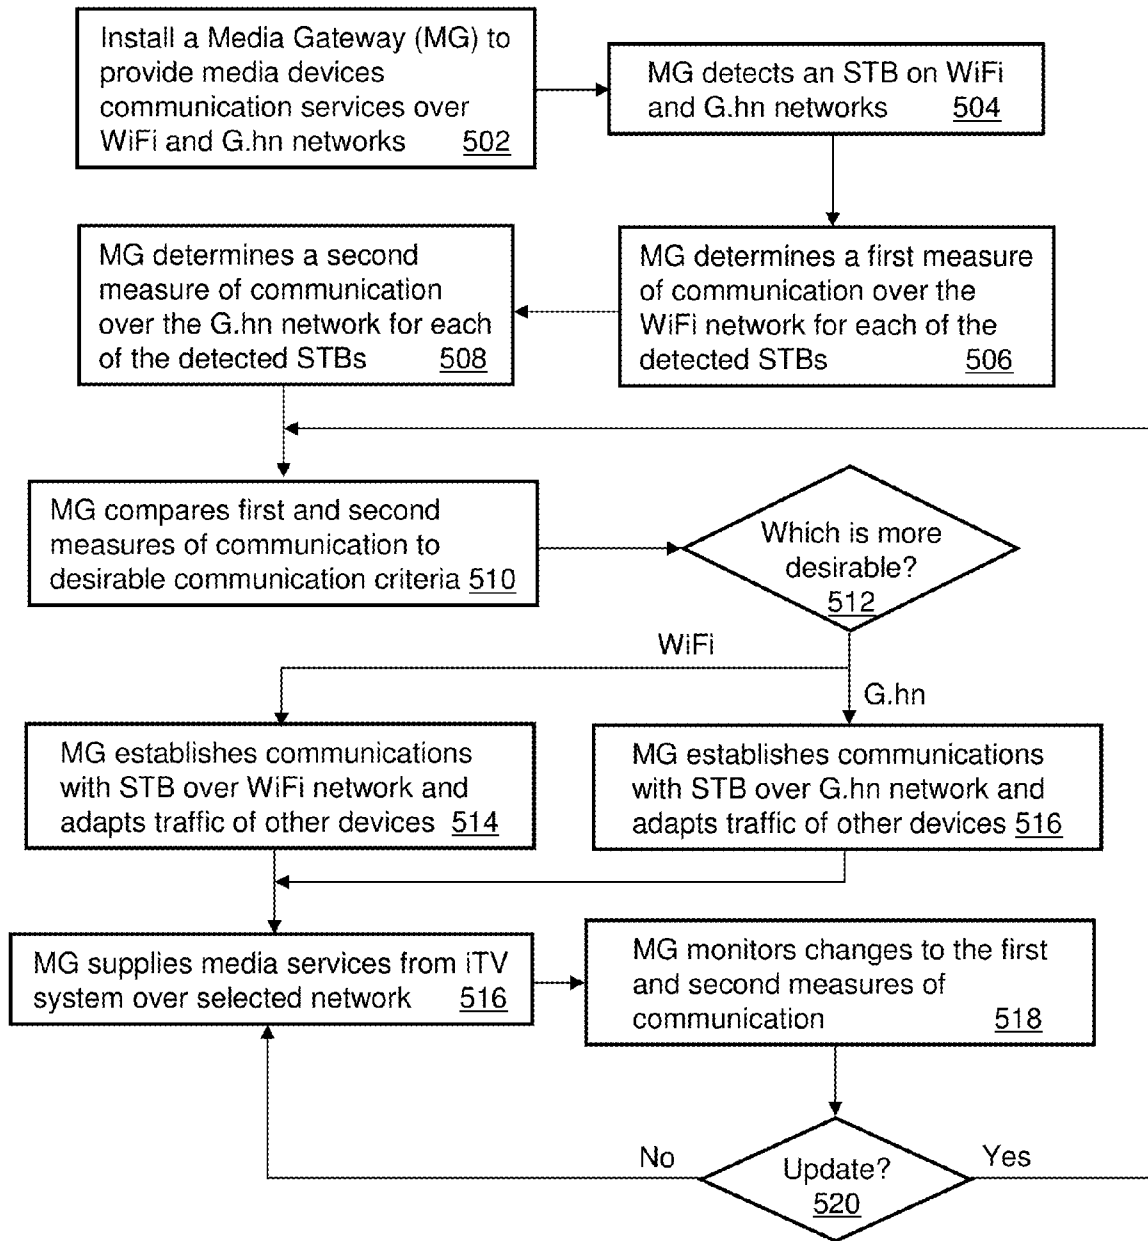 Install a Media Gateway (MG) to
provide media devices
communication services over
WiFi and G.hn networks 502
MG detects an STB on WiFi
and G.hn networks 504
MG determines a first measure
of communication over the
WiFi network for each of the
detected STBs 506
MG determines a second
measure of communication
over the G.hn network for each
of the detected STBs 508
MG compares first and second
measures of communication to
desirable communication criteria 510
Which is more
desirable?
512
WiFi
G.hn
MG establishes communications
with STB over WiFi network and
adapts traffic of other devices 514
MG establishes communications
with STB over G.hn network and
adapts traffic of other devices 516
MG supplies media services from iTV
system over selected network 516
MG monitors changes to the first
and second measures of
communication 518
No
Update?
520
Yes